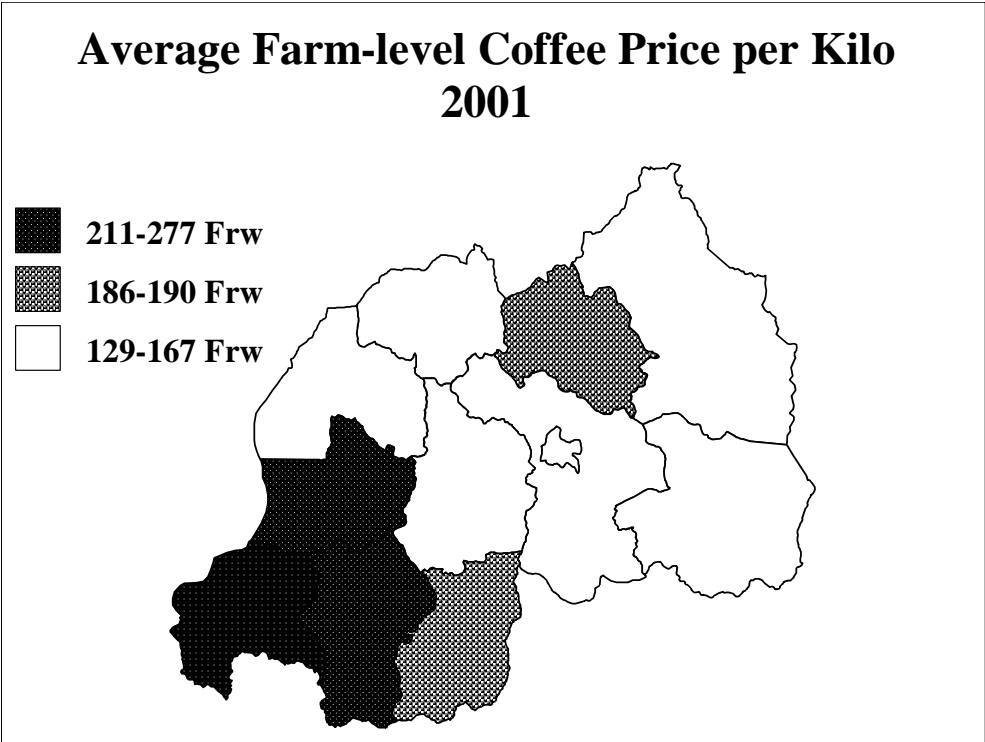 Average Farm-level Coffee Price per Kilo
2001
211-277 Frw
186-190 Frw
129-167 Frw